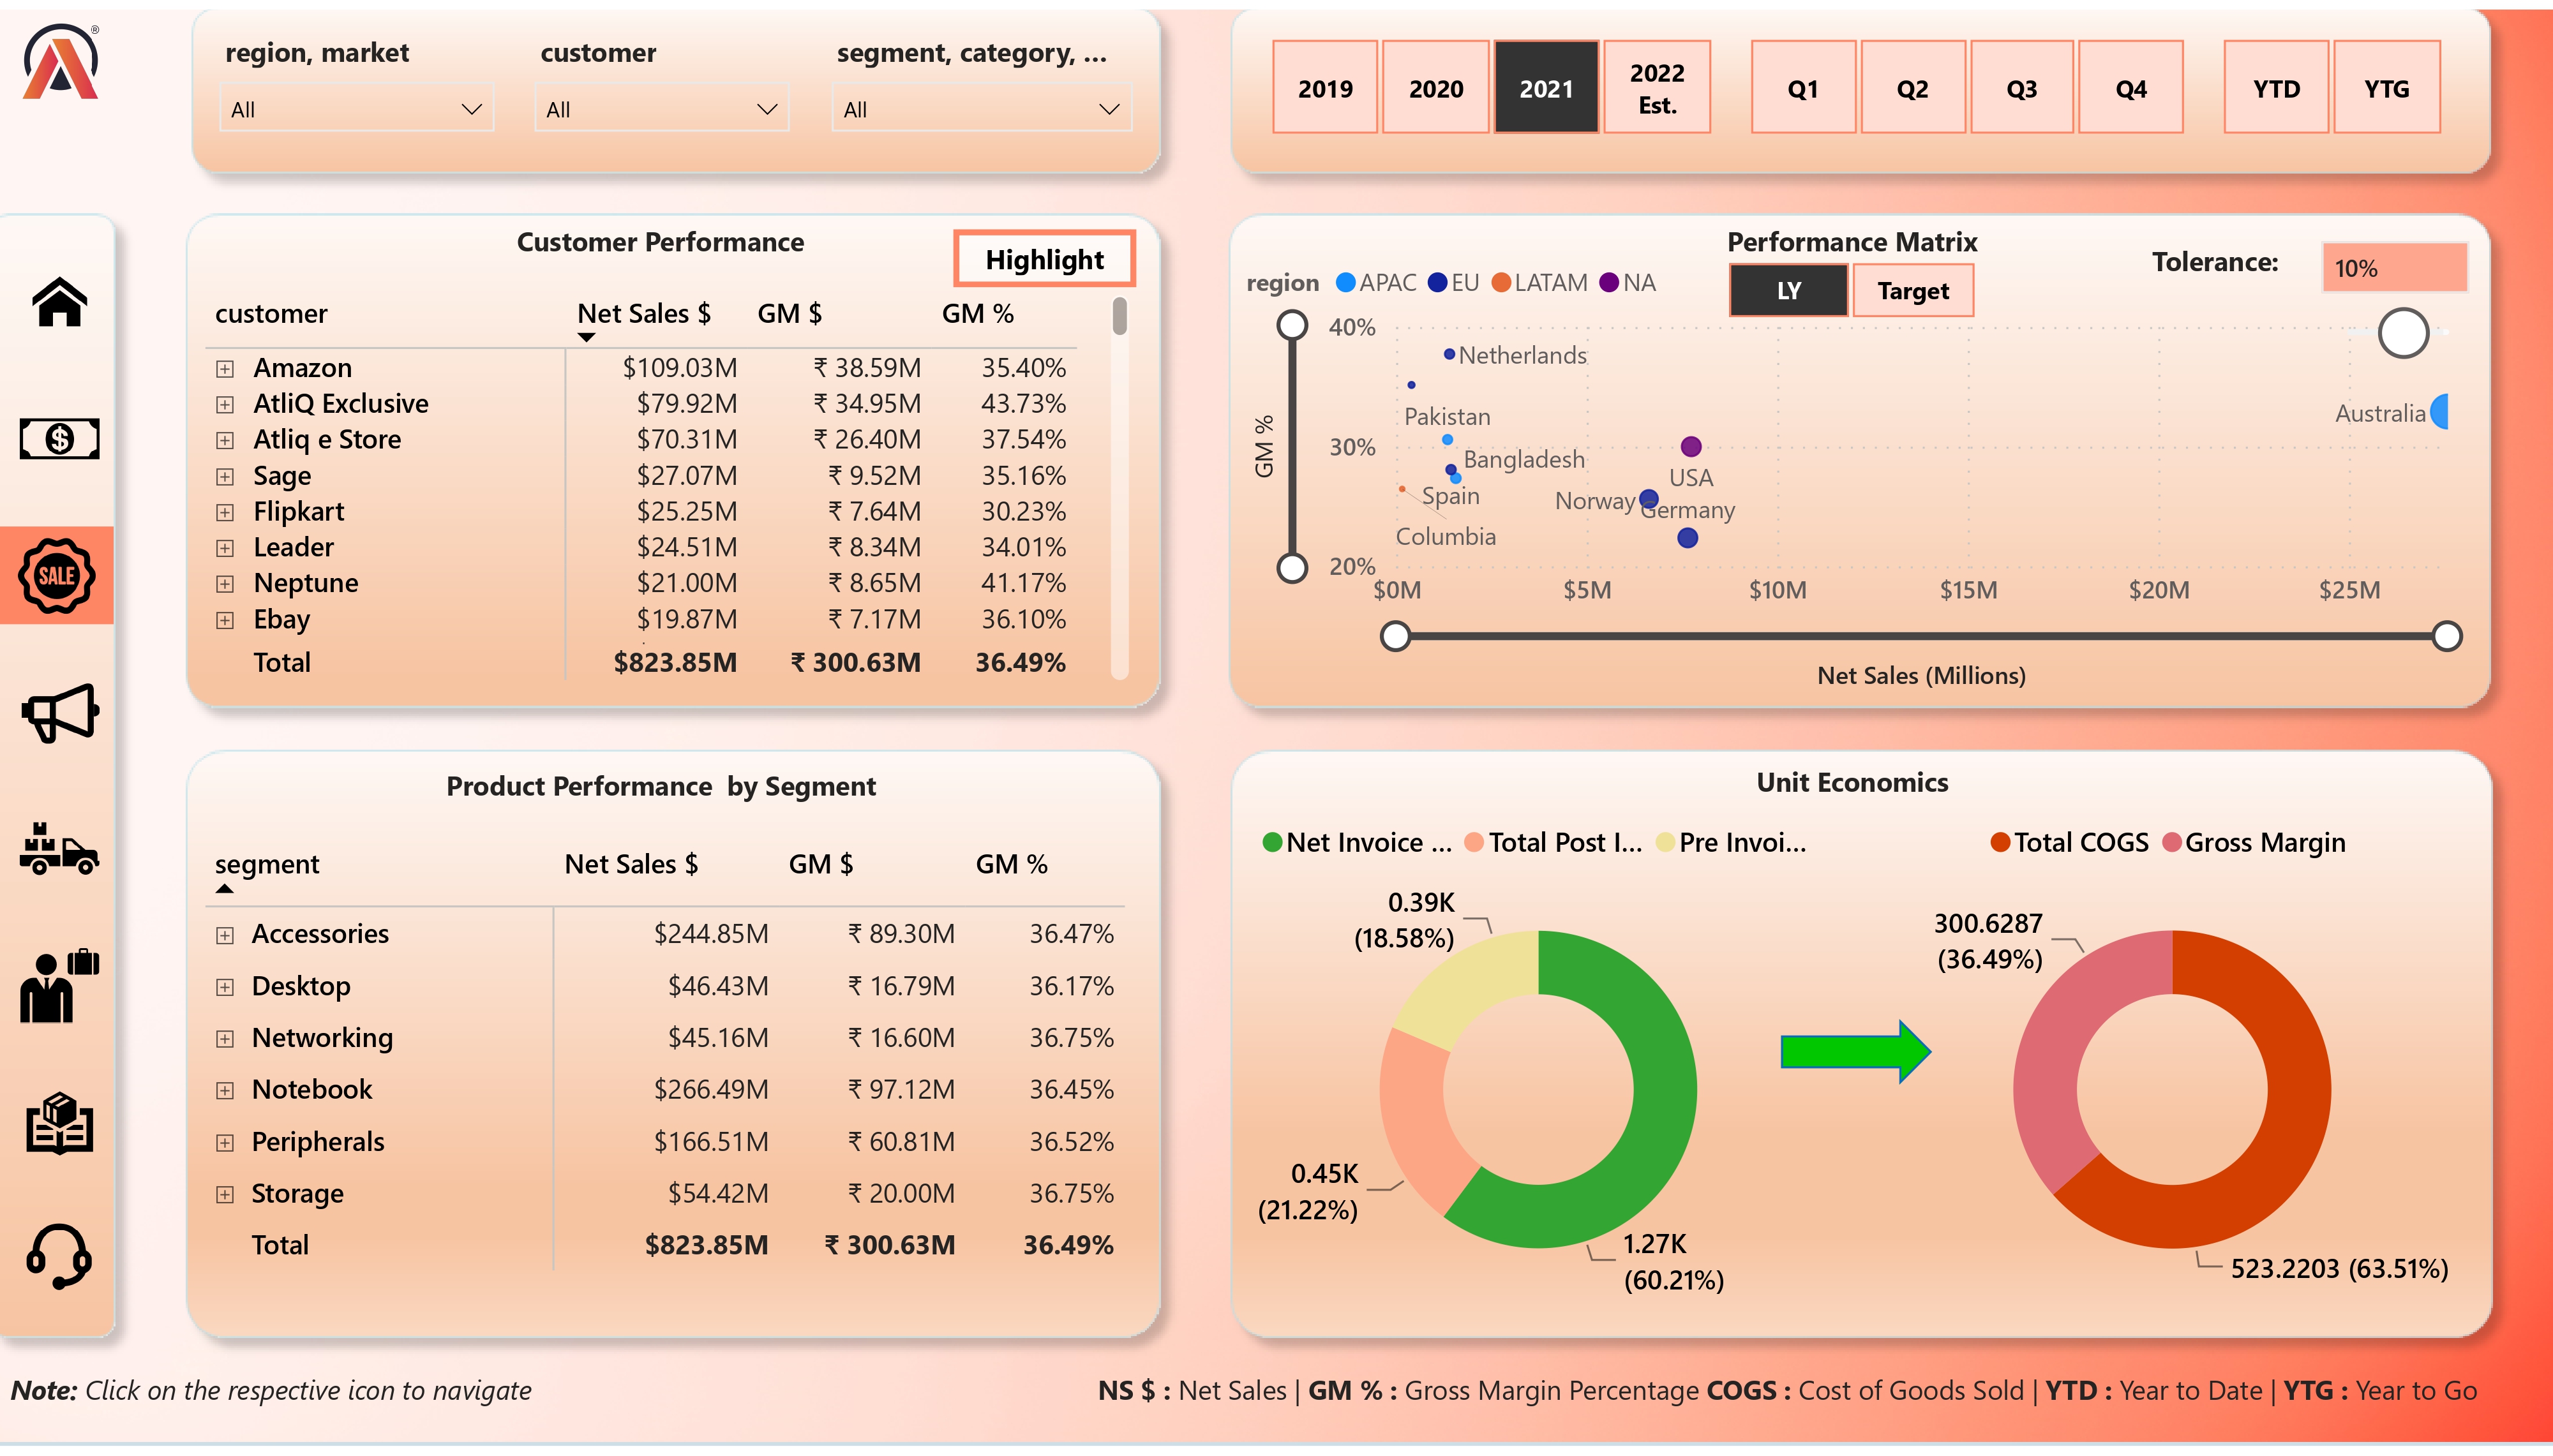 ®
region, market
customer
segment, category, ...
All
All
All
2019
2020
2021
2022
Est.
Q1
Q2
Q3
Q4
YTD
YTG
Customer Performance
Highlight
customer Net Sales $ GM $ GM %
Amazon $109.03M ₹ 38.59M 35.40%
AtliQ Exclusive $79.92M ₹ 34.95M 43.73%
Atliq e Store $70.31M ₹ 26.40M 37.54%
Sage $27.07M ₹ 9.52M 35.16%
Flipkart $25.25M ₹ 7.64M 30.23%
Leader $24.51M ₹ 8.34M 34.01%
Neptune $21.00M ₹ 8.65M 41.17%
Ebay $19.87M ₹ 7.17M 36.10%
Total $823.85M ₹ 300.63M 36.49%
Performance Matrix
Tolerance:
10%
region APAC EU LATAM NA
LY
Target
GM %
40%
30%
20%
Netherlands
Pakistan
Bangladesh
Spain
Columbia
Norway
Germany
USA
Australia
$0M $5M $10M $15M $20M $25M
Net Sales (Millions)
SALE
Product Performance by Segment
segment Net Sales $ GM $ GM %
Accessories $244.85M ₹ 89.30M 36.47%
Desktop $46.43M ₹ 16.79M 36.17%
Networking $45.16M ₹ 16.60M 36.75%
Notebook $266.49M ₹ 97.12M 36.45%
Peripherals $166.51M ₹ 60.81M 36.52%
Storage $54.42M ₹ 20.00M 36.75%
Total $823.85M ₹ 300.63M 36.49%
Unit Economics
Net Invoice ... Total Post I... Pre Invoi...
Total COGS Gross Margin
0.39K
(18.58%)
0.45K
(21.22%)
1.27K
(60.21%)
300.6287
(36.49%)
523.2203 (63.51%)
Note: Click on the respective icon to navigate
NS $ : Net Sales | GM % : Gross Margin Percentage COGS : Cost of Goods Sold | YTD : Year to Date | YTG : Year to Go